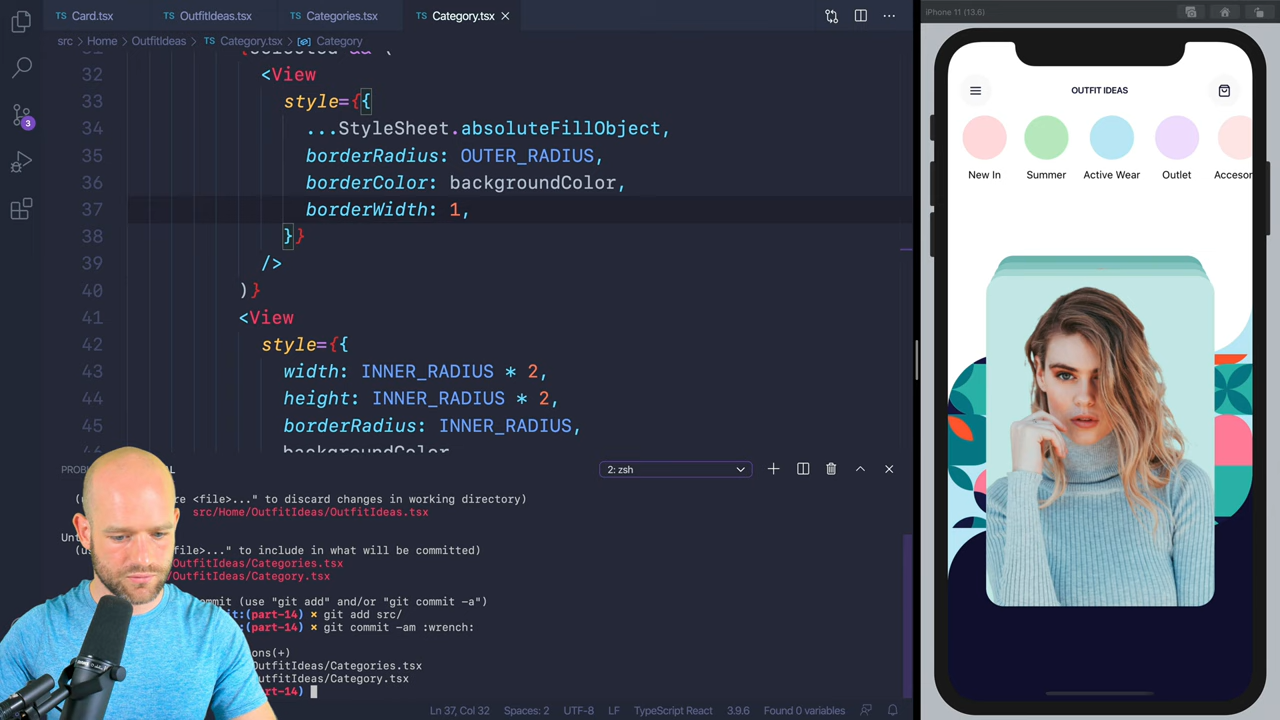 Card.tsx
OutfitIdeas.tsx
Categories.tsx
Category.tsx
src > Home > OutfitIdeas > Category.tsx > Category
32 <View
33 style={{
34 ...StyleSheet.absoluteFillObject,
35 borderRadius: OUTER_RADIUS,
36 borderColor: backgroundColor,
37 borderWidth: 1,
38 }}
39 />
40 )}
41 <View
42 style={{
43 width: INNER_RADIUS * 2,
44 height: INNER_RADIUS * 2,
45 borderRadius: INNER_RADIUS,
2: zsh
<file>..." to discard changes in working directory)
src/Home/OutfitIdeas/OutfitIdeas.tsx
file>..." to include in what will be committed)
OutfitIdeas/Categories.tsx
OutfitIdeas/Category.tsx
(use "git add" and/or "git commit -a")
(part-14) × git add src/
(part-14) × git commit -am :wrench:
ons(+)
OutfitIdeas/Categories.tsx
OutfitIdeas/Category.tsx
rt-14)
3
Ln 37, Col 32
Spaces: 2
UTF-8
LF
TypeScript React
3.9.6
Found 0 variables
iPhone 11 (13.6)
OUTFIT IDEAS
New In
Summer
Active Wear
Outlet
Accesor